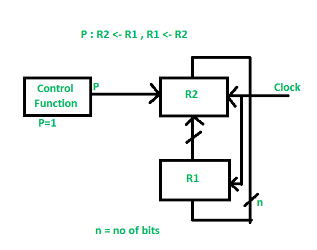 P : R2 <- R1 , R1 <- R2
Control
Function
P
R2
Clock
P=1
R1
n
n = no of bits